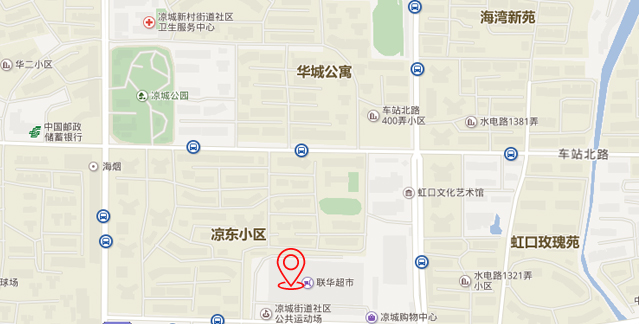 凉城新村街道社区
卫生服务中心
海湾新苑
华二小区
华城公寓
凉城公园
车站北路
400弄小区
水电路1381弄
中国邮政
储蓄银行
车站北路
海烟
虹口文化艺术馆
凉东小区
虹口玫瑰苑
水电路1321弄
小区
球场
联华超市
凉城街道社区
公共运动场
凉城购物中心